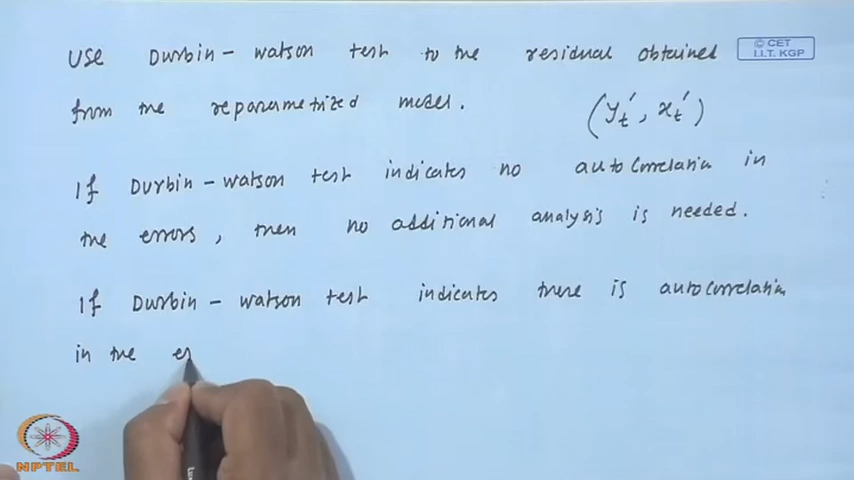 Use Durbin-Watson test to the residual obtained
© CET
I.I.T. KGP
from the reparametrized model. (y_t', x_t')
If Durbin-Watson test indicates no autocorrelation in
the errors, then no additional analysis is needed.
If Durbin-Watson test indicates there is autocorrelation
in the er
NPTEL